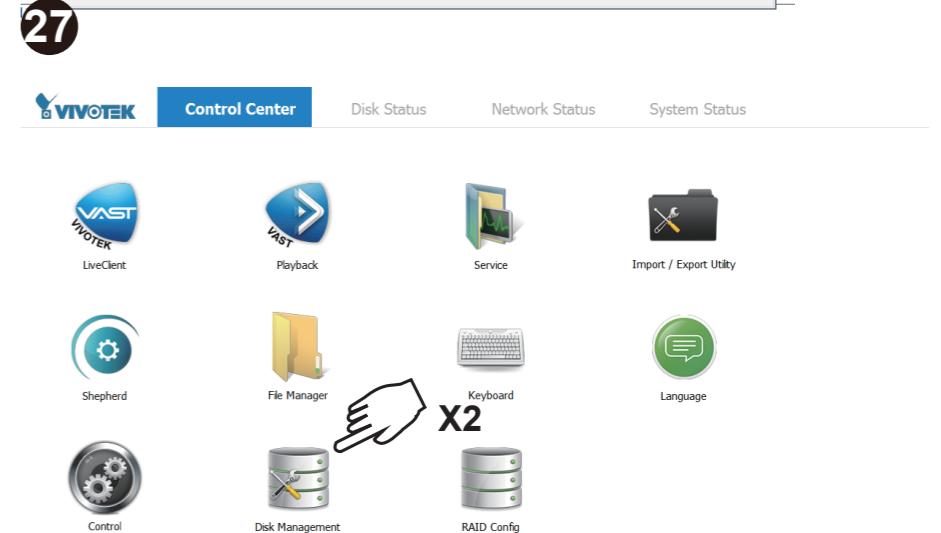 27
VIVOTEK Control Center Disk Status Network Status System Status
VAST VAST
VIVOTEK
LiveClient Playback Service Import / Export Utility
Shepherd File Manager Keyboard Language
X2
Control Disk Management RAID Config